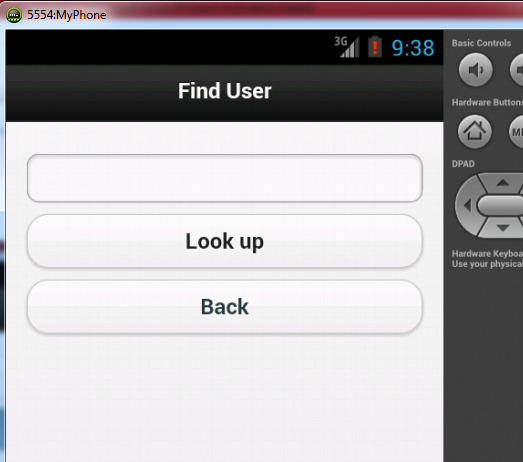 5554:MyPhone
3G
9:38
Find User
Look up
Back
Basic Controls
Hardware Buttons
DPAD
Hardware Keyboa
Use your physical